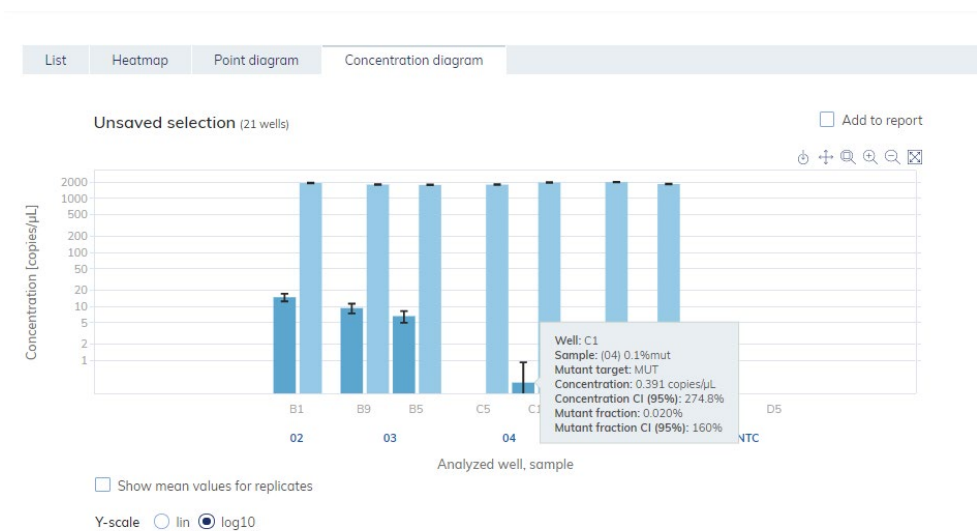 List Heatmap Point diagram Concentration diagram
Unsaved selection (21 wells)
Add to report
Concentration [copies/µL]
2000
1000
500
200
100
50
20
10
5
2
1
Well: C1
Sample: (04) 0.1%mut
Mutant target: MUT
Concentration: 0.391 copies/µL
Concentration CI (95%): 274.8%
Mutant fraction: 0.020%
Mutant fraction CI (95%): 160%
B1 B9 B5 C5 C1 D5
02 03 04 NTC
Analyzed well, sample
Show mean values for replicates
Y-scale lin log10